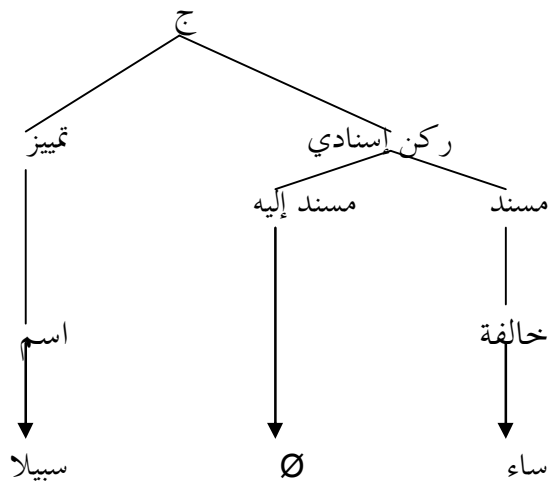 ج
ركن إسنادي تمييز
مسند مسند إليه
خالفة اسم
ساء Ø سبيلا